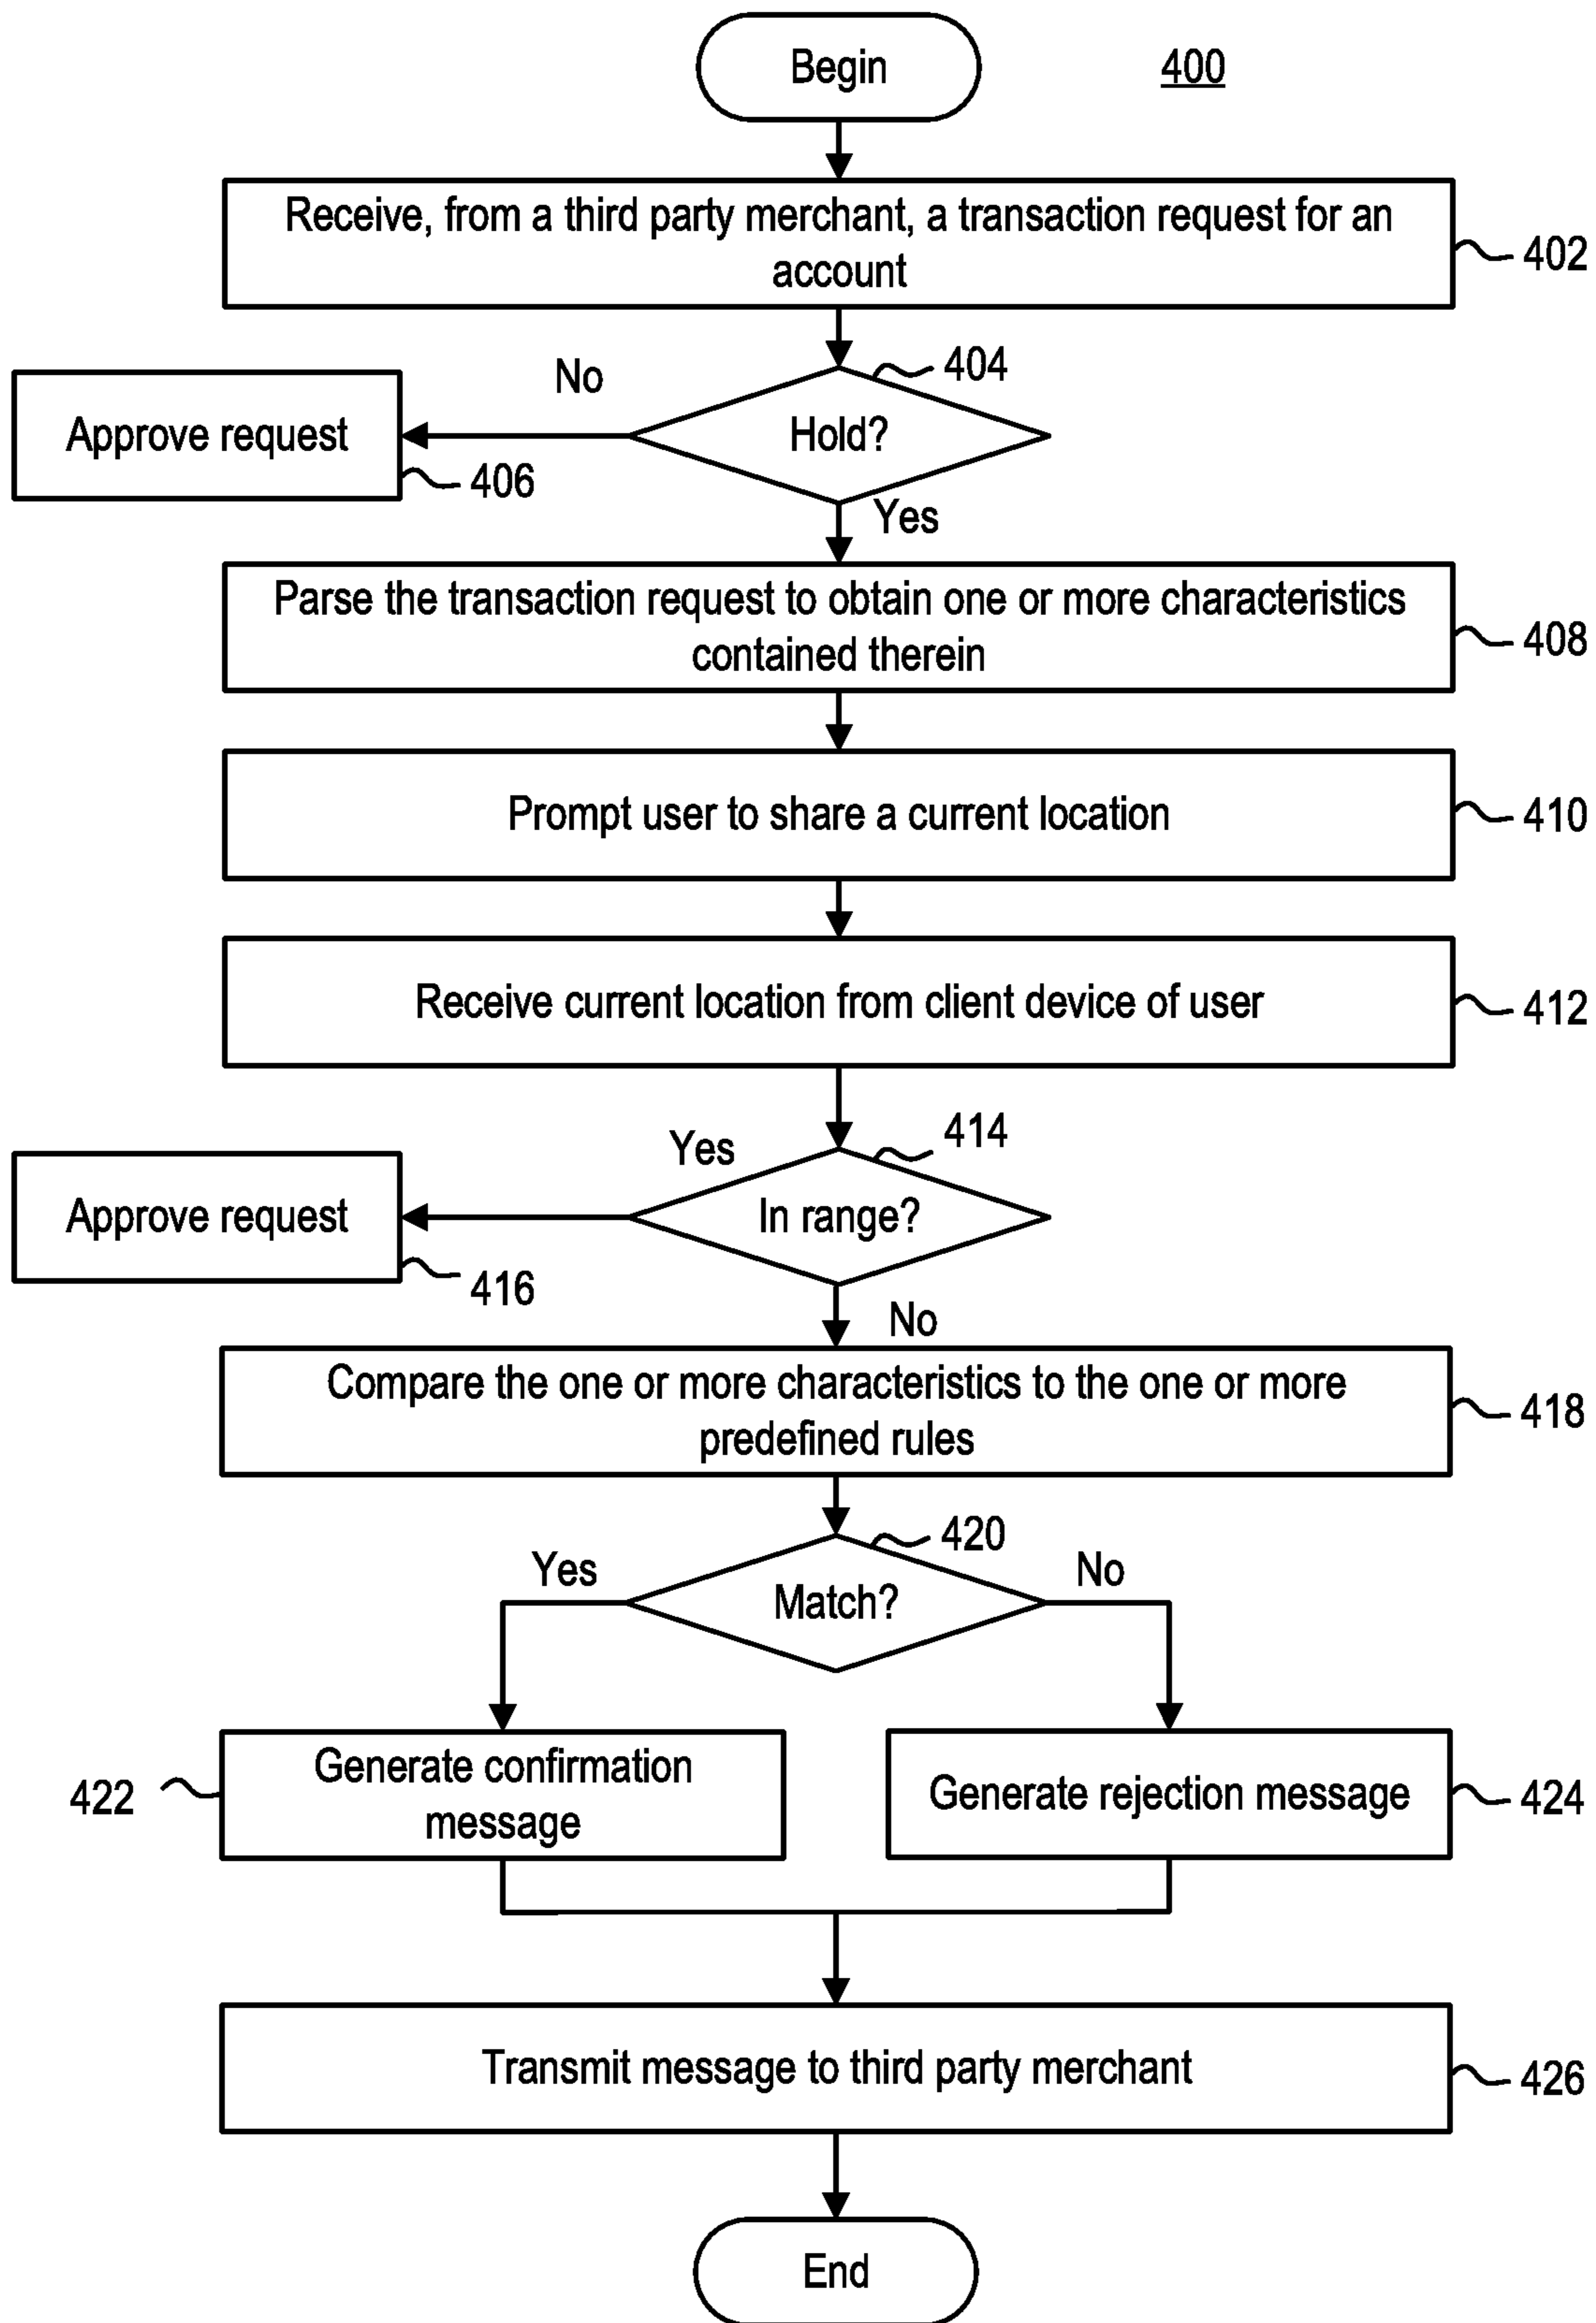 Begin
400
Receive, from a third party merchant, a transaction request for an
account
402
404
No
Hold?
Approve request
406
Yes
Parse the transaction request to obtain one or more characteristics
contained therein
408
Prompt user to share a current location
410
Receive current location from client device of user
412
414
Yes
In range?
Approve request
416
No
Compare the one or more characteristics to the one or more
predefined rules
418
420
Yes
No
Match?
Generate confirmation
message
422
Generate rejection message
424
Transmit message to third party merchant
426
End